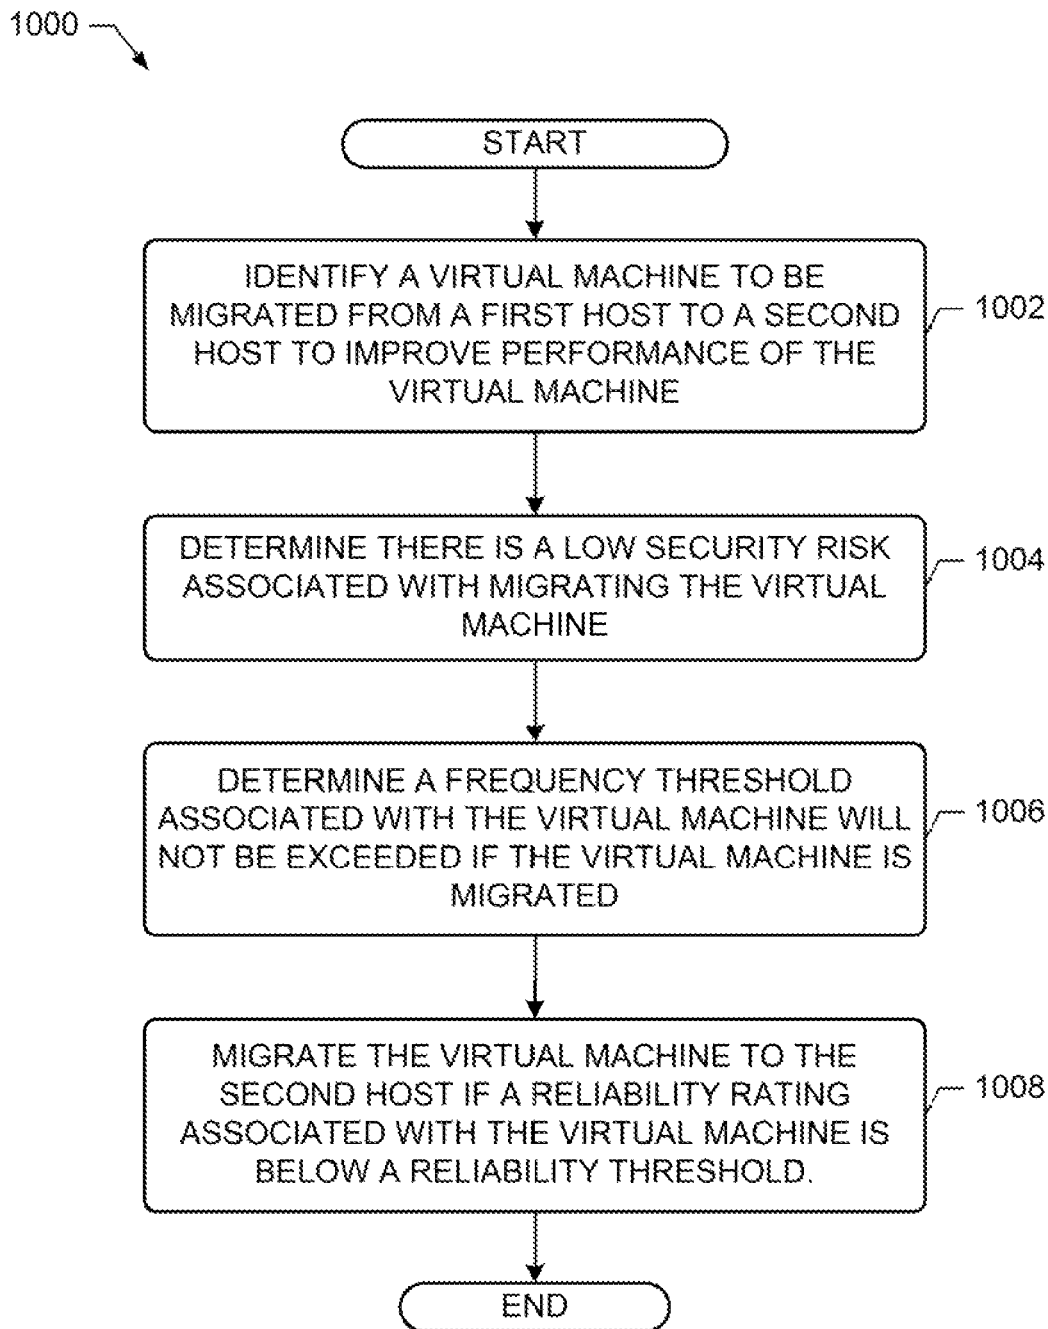 1000
START
IDENTIFY A VIRTUAL MACHINE TO BE
MIGRATED FROM A FIRST HOST TO A SECOND
HOST TO IMPROVE PERFORMANCE OF THE
VIRTUAL MACHINE
1002
DETERMINE THERE IS A LOW SECURITY RISK
ASSOCIATED WITH MIGRATING THE VIRTUAL
MACHINE
1004
DETERMINE A FREQUENCY THRESHOLD
ASSOCIATED WITH THE VIRTUAL MACHINE WILL
NOT BE EXCEEDED IF THE VIRTUAL MACHINE IS
MIGRATED
1006
MIGRATE THE VIRTUAL MACHINE TO THE
SECOND HOST IF A RELIABILITY RATING
ASSOCIATED WITH THE VIRTUAL MACHINE IS
BELOW A RELIABILITY THRESHOLD.
1008
END